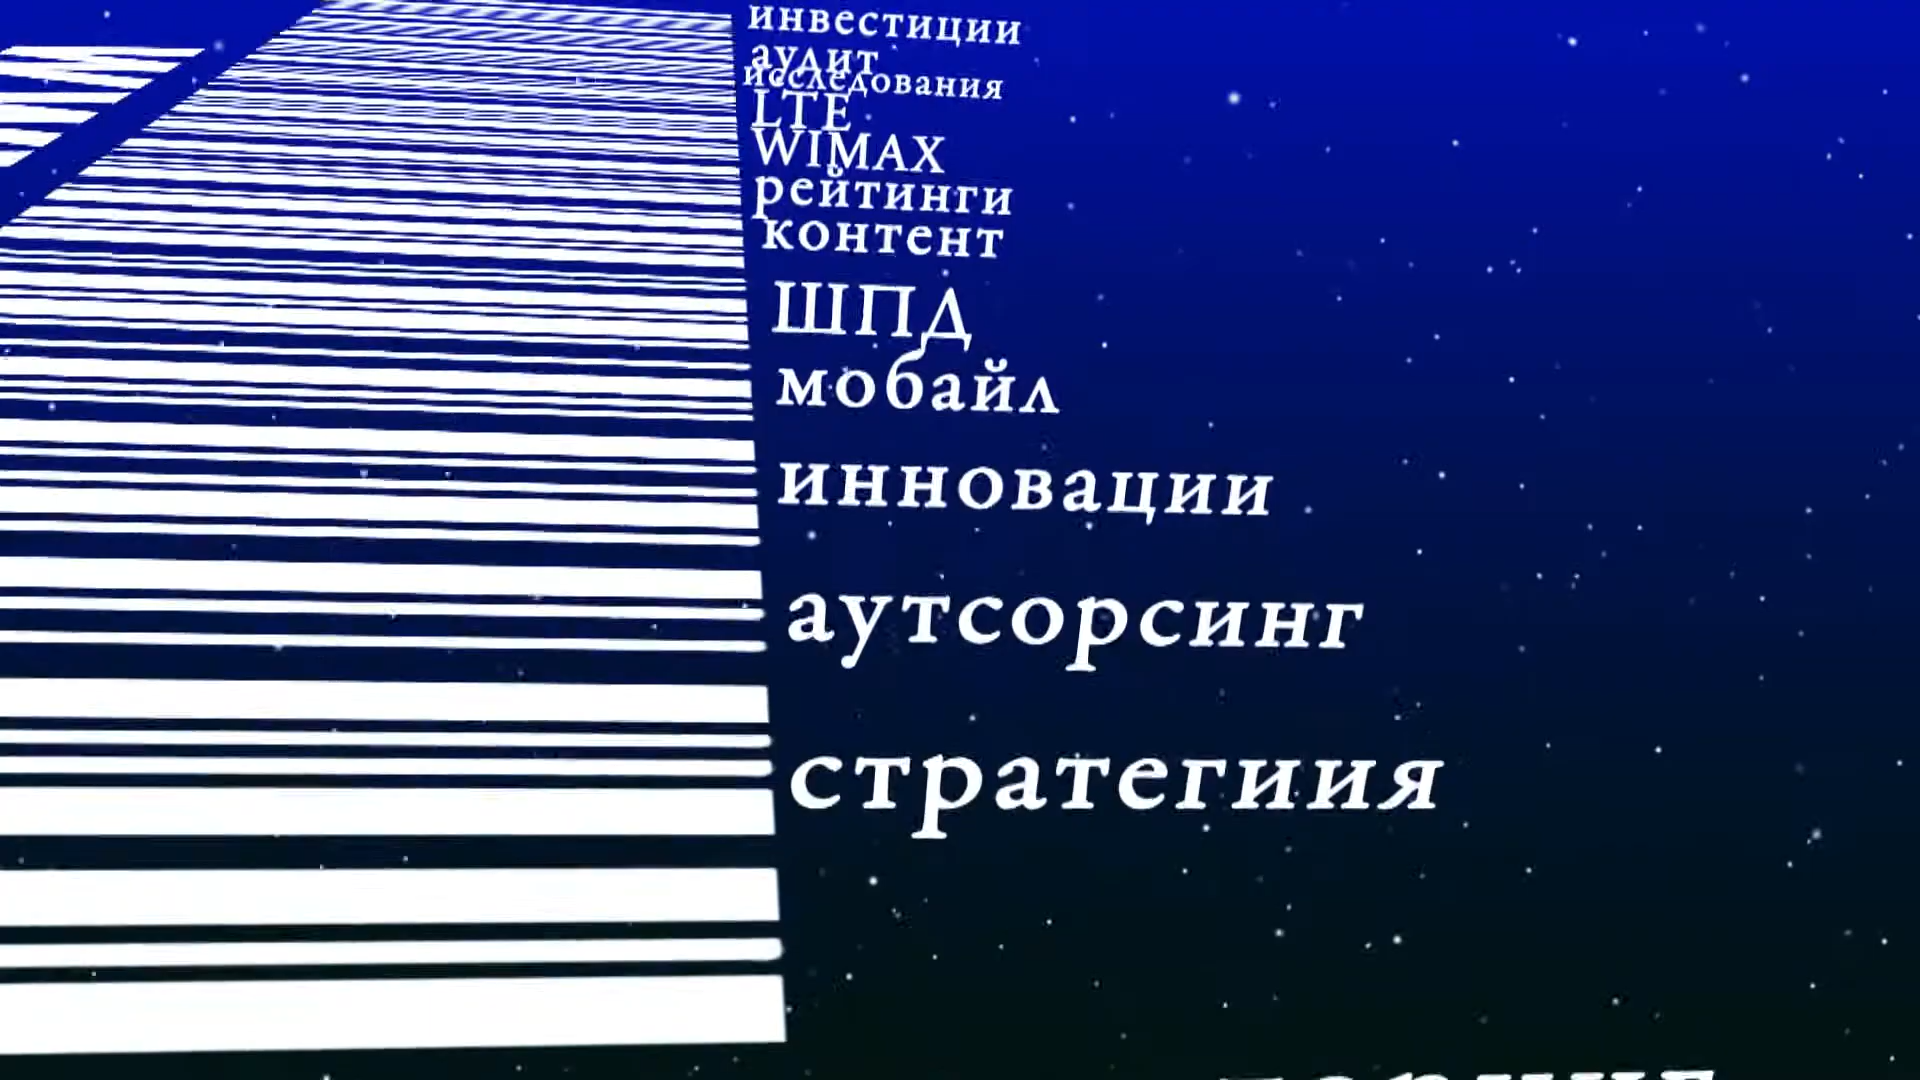 инвестиции
аудит
исследования
LTE
WIMAX
рейтинги
контент
ШПД
мобайл
инновации
аутсорсинг
стратегиия